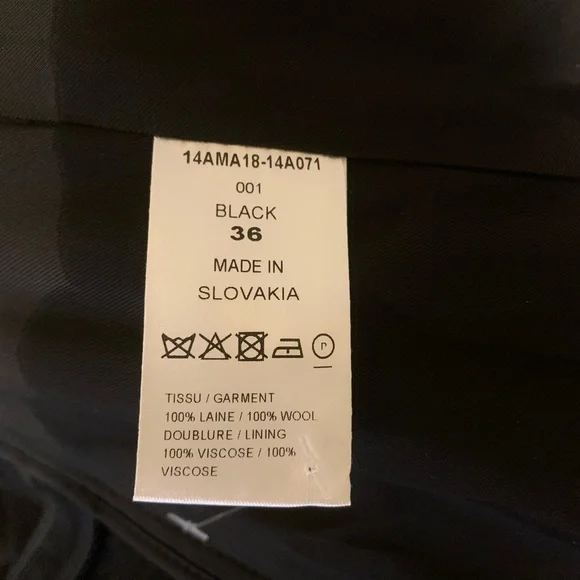 14AMA18-14A071
001
BLACK
36
MADE IN
SLOVAKIA
P
TISSU / GARMENT
100% LAINE / 100% WOOL
DOUBLURE / LINING
100% VISCOSE / 100%
VISCOSE